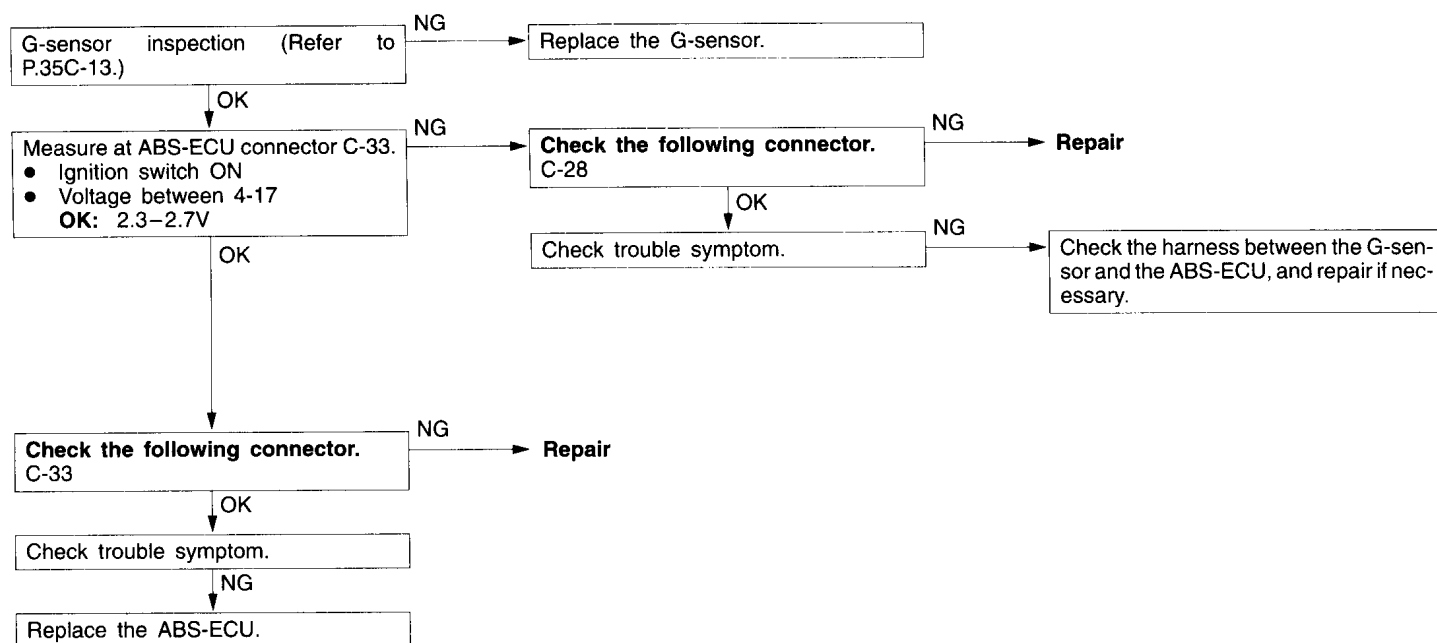 G-sensor inspection (Refer to
P.35C-13.)
NG
Replace the G-sensor.
OK
Measure at ABS-ECU connector C-33.
● Ignition switch ON
● Voltage between 4-17
OK: 2.3–2.7V
NG
Check the following connector.
C-28
NG
Repair
OK
Check trouble symptom.
NG
Check the harness between the G-sen-
sor and the ABS-ECU, and repair if nec-
essary.
OK
Check the following connector.
C-33
NG
Repair
OK
Check trouble symptom.
NG
Replace the ABS-ECU.